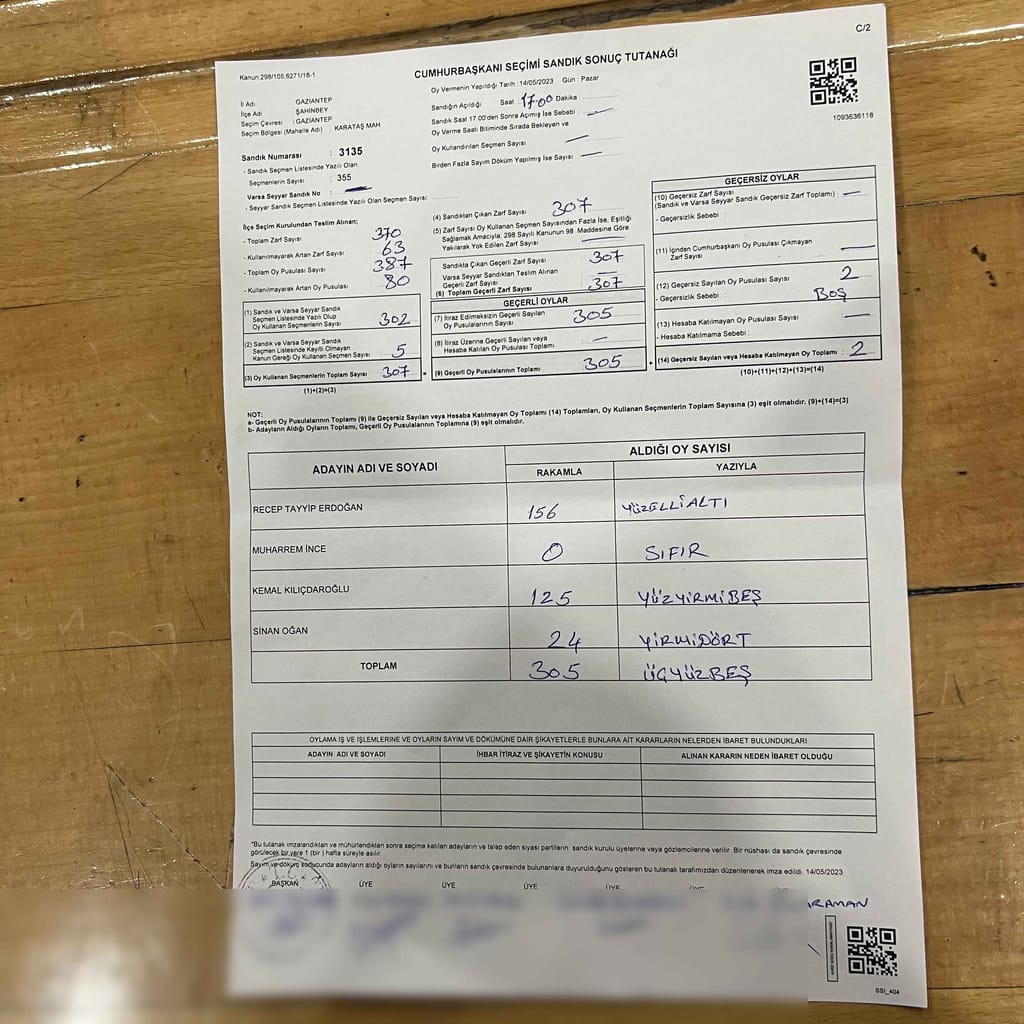 C/2
Kanun:298/105,6271/18-1
CUMHURBAŞKANI SEÇİMİ SANDIK SONUÇ TUTANAĞI
1093636118
İl Adı GAZİANTEP
İlçe Adı ŞAHİNBEY
Seçim Çevresi : GAZİANTEP
Seçim Bölgesi (Mahalle Adı) KARATAŞ MAH
Sandık Numarası : 3135
- Sandık Seçmen Listesinde Yazılı Olan
Seçmenlerin Sayısı : 355
Varsa Seyyar Sandık No :
- Seyyar Sandık Seçmen Listesinde Yazılı Olan Seçmen Sayısı:
Oy Vermenin Yapıldığı Tarih : 14/05/2023 Gün : Pazar
Sandığın Açıldığı Saat 17:00 Dakika
Sandık Saat 17.00'den Sonra Açımış İse Sebebi :
Oy Verme Saati Bitiminde Sırada Bekleyen ve
Oy Kullandırılan Seçmen Sayısı
Birden Fazla Sayım Döküm Yapılmış İse Sayısı
İlçe Seçim Kurulundan Teslim Alınan;
- Toplam Zarf Sayısı 370
- Kullanılmayarak Artan Zarf Sayısı 63
- Toplam Oy Pusulası Sayısı 387
- Kullanılmayarak Artan Oy Pusulası 80
(1) Sandık ve Varsa Seyyar Sandık
Seçmen Listesinde Yazılı Olup
Oy Kullanan Seçmenlerin Sayısı 302
(2) Sandık ve Varsa Seyyar Sandık
Seçmen Listesinde Kayıtlı Olmayan
Kanun Gereği Oy Kullanan Seçmen Sayısı 5
(3) Oy Kullanan Seçmenlerin Toplam Sayısı 307
(1)+(2)=(3)
(4) Sandıktan Çıkan Zarf Sayısı 307
(5) Zarf Sayısı Oy Kullanan Seçmen Sayısından Fazla İse, Eşitliği
Sağlamak Amacıyla; 298 Sayılı Kanunun 98 Maddesine Göre
Yakılarak Yok Edilen Zarf Sayısı
Sandıkta Çıkan Geçerli Zarf Sayısı 307
Varsa Seyyar Sandıktan Teslim Alınan
Geçerli Zarf Sayısı
(6) Toplam Geçerli Zarf Sayısı 307
GEÇERLİ OYLAR
(7) İtiraz Edilmeksizin Geçerli Sayılan
Oy Pusulalarının Sayısı 305
(8) İtiraz Üzerine Geçerli Sayılan veya
Hesaba Katılan Oy Pusulası Toplamı
= (9) Geçerli Oy Pusulalarının Toplamı 305
GEÇERSİZ OYLAR
(10) Geçersiz Zarf Sayısı
(Sandık ve Varsa Seyyar Sandık Geçersiz Zarf Toplamı) :
- Geçersizlik Sebebi
(11) İçinden Cumhurbaşkanı Oy Pusulası Çıkmayan
Zarf Sayısı
(12) Geçersiz Sayılan Oy Pusulası Sayısı 2
- Geçersizlik Sebebi : BOŞ
(13) Hesaba Katılmayan Oy Pusulası Sayısı
- Hesaba Katılmama Sebebi :
+ (14) Geçersiz Sayılan veya Hesaba Katılmayan Oy Toplamı : 2
(10)+(11)+(12)+(13)=(14)
NOT:
a- Geçerli Oy Pusulalarının Toplamı (9) ile Geçersiz Sayılan veya Hesaba Katılmayan Oy Toplamı (14) Toplamları, Oy Kullanan Seçmenlerin Toplam Sayısına (3) eşit olmalıdır. (9)+(14)=(3)
b- Adayların Aldığı Oyların Toplamı, Geçerli Oy Pusulalarının Toplamına (9) eşit olmalıdır.
ADAYIN ADI VE SOYADI ALDIĞI OY SAYISI
RAKAMLA YAZIYLA
RECEP TAYYİP ERDOĞAN 156 YÜZELLİALTI
MUHARREM İNCE 0 SIFIR
KEMAL KILIÇDAROĞLU 125 YÜZYİRMİBEŞ
SİNAN OĞAN 24 YİRMİDÖRT
TOPLAM 305 ÜÇYÜZBEŞ
OYLAMA İŞ VE İŞLEMLERİNE VE OYLARIN SAYIM VE DÖKÜMÜNE DAİR ŞİKAYETLERLE BUNLARA AİT KARARLARIN NELERDEN İBARET BULUNDUKLARI
ADAYIN ADI VE SOYADI İHBAR İTİRAZ VE ŞİKAYETİN KONUSU ALINAN KARARIN NEDEN İBARET OLDUĞU
*Bu tutanak imzalandıktan ve mühürlendikten sonra seçime katılan adayların ve talep eden siyasi partilerin sandık kurulu üyelerine veya gözlemcilerine verilir. Bir nüshası da sandık çevresinde
görülecek bir yere 1 (bir ) hafta süreyle asılır.
Sayım ve döküm sonucunda adayların aldığı oyların sayılarını ve bunların sandık çevresinde bulunanlara duyurulduğunu gösteren bu tutanak tarafımızdan düzenlenerek imza edildi. 14/05/2023
BAŞKAN ÜYE ÜYE ÜYE
ARAMAN
SSI_404